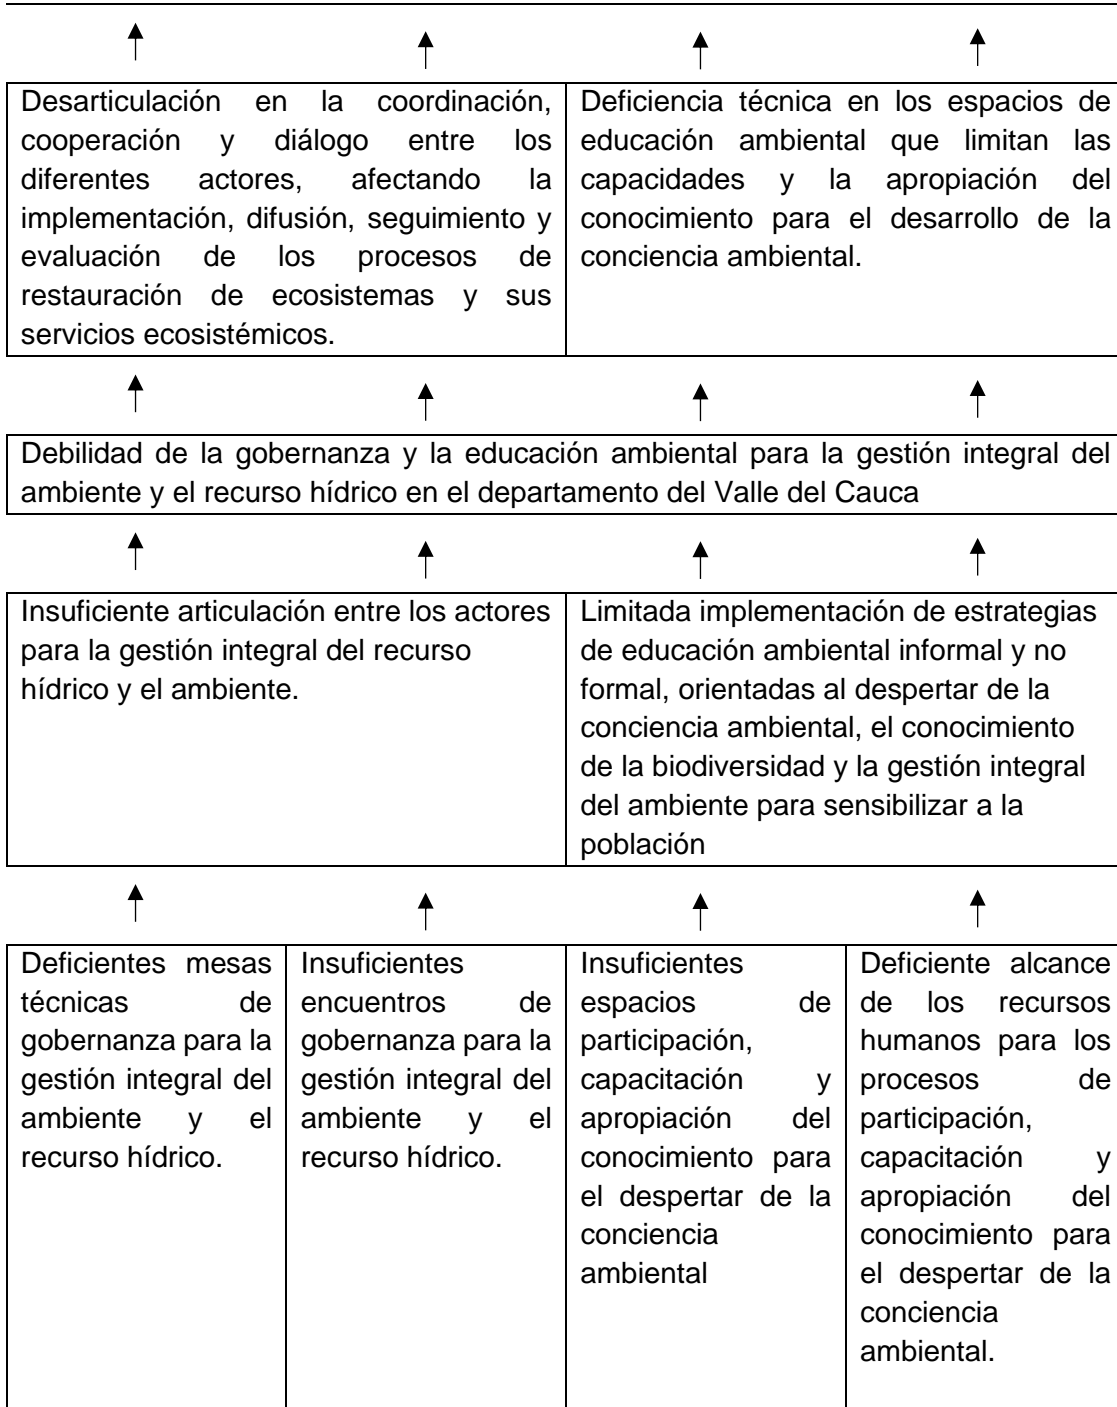 Desarticulación en la coordinación,
cooperación y diálogo entre los
diferentes actores, afectando la
implementación, difusión, seguimiento y
evaluación de los procesos de
restauración de ecosistemas y sus
servicios ecosistémicos.
Deficiencia técnica en los espacios de
educación ambiental que limitan las
capacidades y la apropiación del
conocimiento para el desarrollo de la
conciencia ambiental.
Debilidad de la gobernanza y la educación ambiental para la gestión integral del
ambiente y el recurso hídrico en el departamento del Valle del Cauca
Insuficiente articulación entre los actores
para la gestión integral del recurso
hídrico y el ambiente.
Limitada implementación de estrategias
de educación ambiental informal y no
formal, orientadas al despertar de la
conciencia ambiental, el conocimiento
de la biodiversidad y la gestión integral
del ambiente para sensibilizar a la
población
Deficientes mesas
técnicas de
gobernanza para la
gestión integral del
ambiente y el
recurso hídrico.
Insuficientes
encuentros de
gobernanza para la
gestión integral del
ambiente y el
recurso hídrico.
Insuficientes
espacios de
participación,
capacitación y
apropiación del
conocimiento para
el despertar de la
conciencia
ambiental
Deficiente alcance
de los recursos
humanos para los
procesos de
participación,
capacitación y
apropiación del
conocimiento para
el despertar de la
conciencia
ambiental.